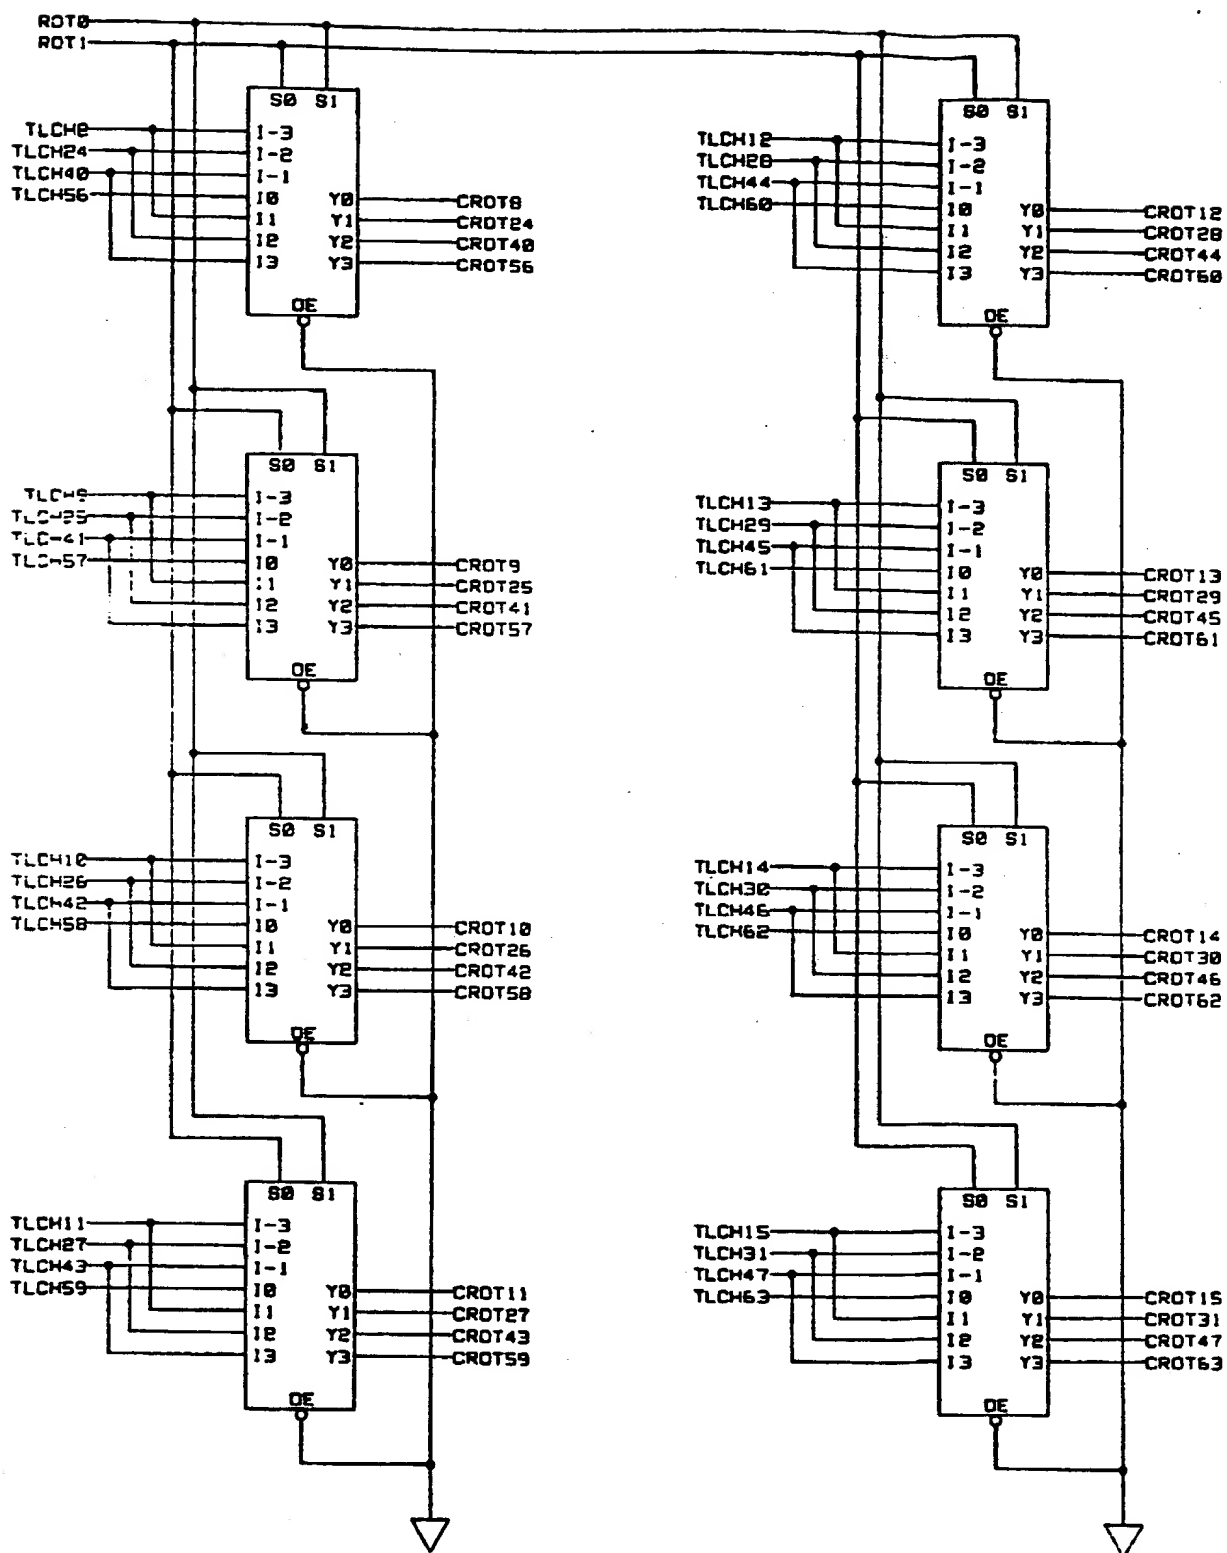 ROT0
ROT1
S0 S1
TLCH8 I-3
TLCH24 I-2
TLCH40 I-1
TLCH56 I0 Y0 CROT8
I1 Y1 CROT24
I2 Y2 CROT40
I3 Y3 CROT56
OE
S0 S1
TLCH9 I-3
TLCH25 I-2
TLCH41 I-1
TLCH57 I0 Y0 CROT9
I1 Y1 CROT25
I2 Y2 CROT41
I3 Y3 CROT57
OE
S0 S1
TLCH10 I-3
TLCH26 I-2
TLCH42 I-1
TLCH58 I0 Y0 CROT10
I1 Y1 CROT26
I2 Y2 CROT42
I3 Y3 CROT58
OE
S0 S1
TLCH11 I-3
TLCH27 I-2
TLCH43 I-1
TLCH59 I0 Y0 CROT11
I1 Y1 CROT27
I2 Y2 CROT43
I3 Y3 CROT59
OE
S0 S1
TLCH12 I-3
TLCH28 I-2
TLCH44 I-1
TLCH60 I0 Y0 CROT12
I1 Y1 CROT28
I2 Y2 CROT44
I3 Y3 CROT60
OE
S0 S1
TLCH13 I-3
TLCH29 I-2
TLCH45 I-1
TLCH61 I0 Y0 CROT13
I1 Y1 CROT29
I2 Y2 CROT45
I3 Y3 CROT61
OE
S0 S1
TLCH14 I-3
TLCH30 I-2
TLCH46 I-1
TLCH62 I0 Y0 CROT14
I1 Y1 CROT30
I2 Y2 CROT46
I3 Y3 CROT62
OE
S0 S1
TLCH15 I-3
TLCH31 I-2
TLCH47 I-1
TLCH63 I0 Y0 CROT15
I1 Y1 CROT31
I2 Y2 CROT47
I3 Y3 CROT63
OE